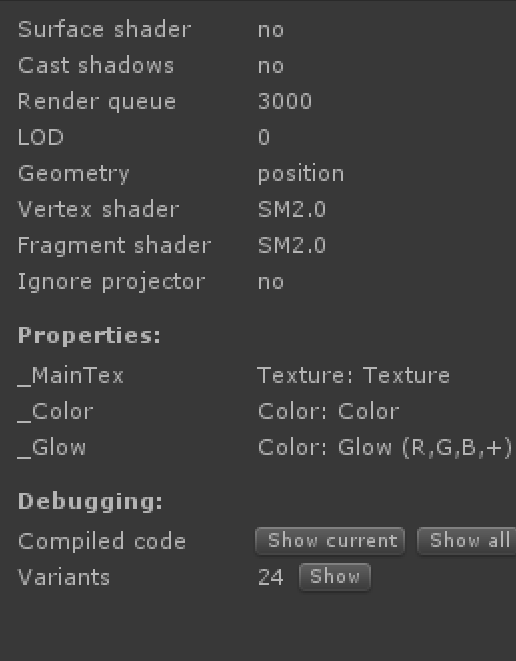 Surface shader no
Cast shadows no
Render queue 3000
LOD 0
Geometry position
Vertex shader SM2.0
Fragment shader SM2.0
Ignore projector no
Properties:
_MainTex Texture: Texture
_Color Color: Color
_Glow Color: Glow (R,G,B,+)
Debugging:
Compiled code Show current Show all
Variants 24 Show